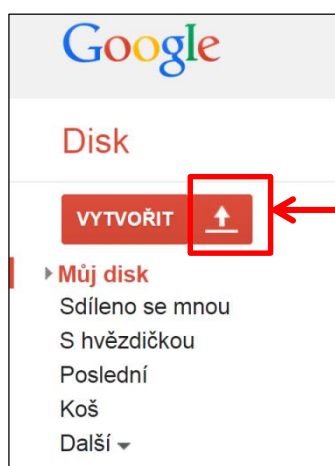 Google
Disk
VYTVOŘIT
Můj disk
Sdíleno se mnou
S hvězdičkou
Poslední
Koš
Další